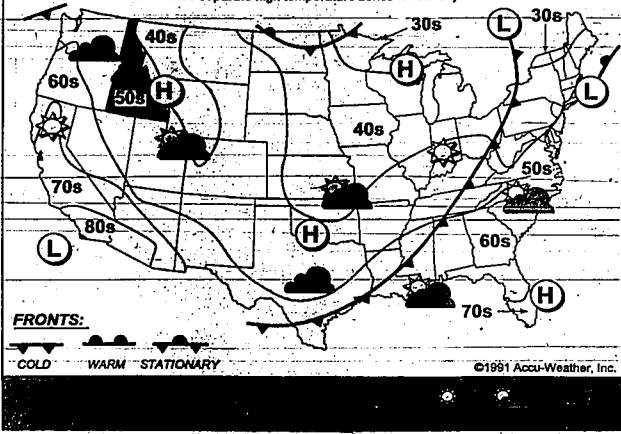 30s
L
30s
40s
H
L
60s
50s
H
40s
50s
70s
80s
H
60s
L
H
70s
FRONTS:
COLD WARM STATIONARY
©1991 Accu-Weather, Inc.